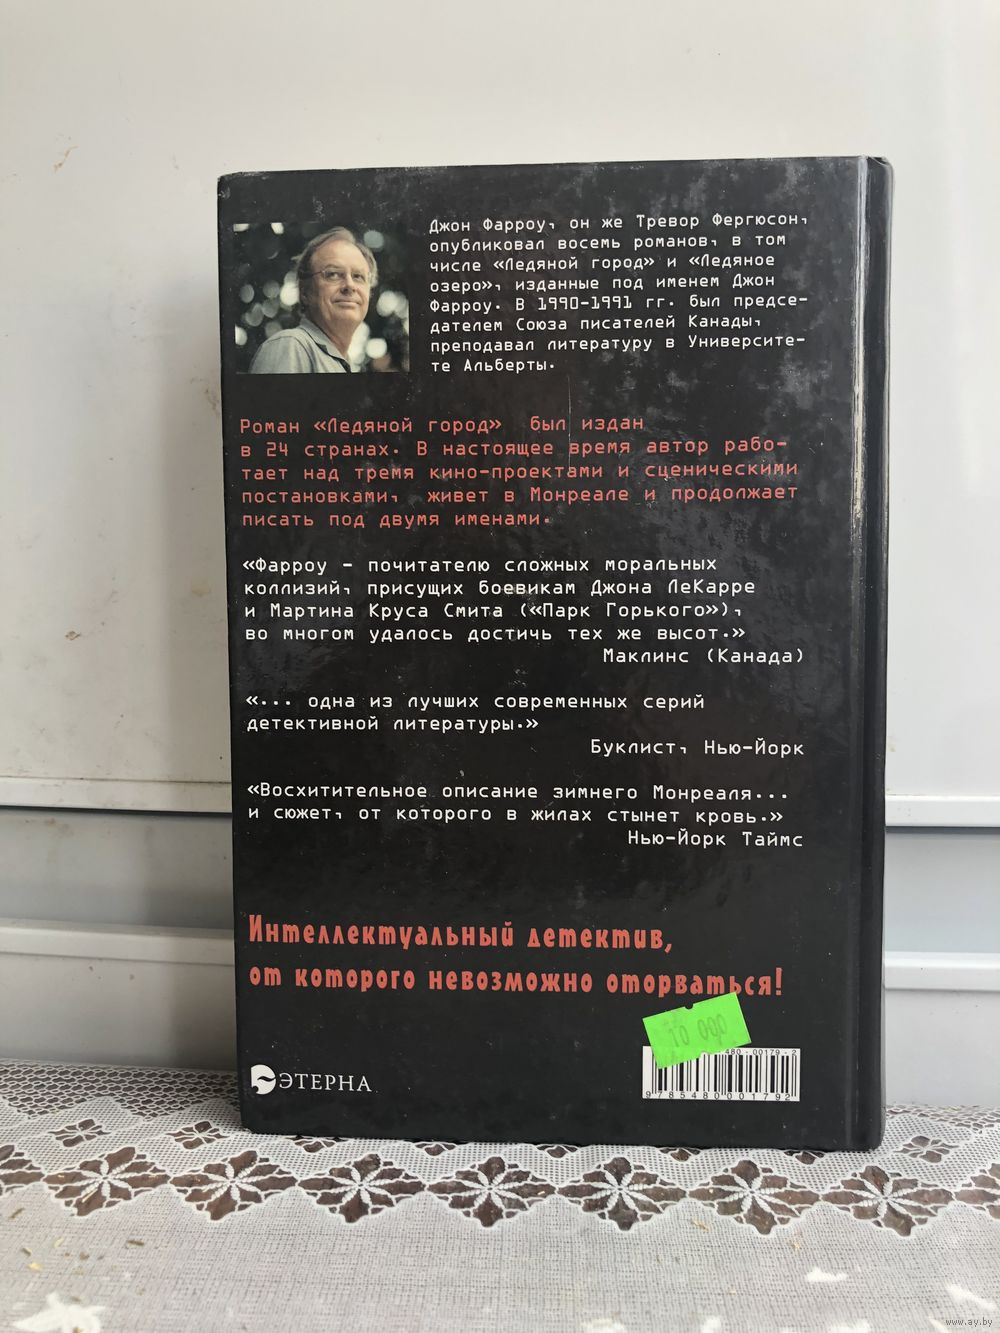 Джон Фарроу, он же Тревор Фергюсон,
опубликовал восемь романов, в том
числе «Ледяной город» и «Ледяное
озеро», изданные под именем Джон
Фарроу. В 1990-1991 гг. был предсе-
дателем Союза писателей Канады,
преподавал литературу в Университе-
те Альберты.
Роман «Ледяной город» был издан
в 24 странах. В настоящее время автор рабо-
тает над тремя кино-проектами и сценическими
постановками, живет в Монреале и продолжает
писать под двумя именами.
«Фарроу - почитателю сложных моральных
коллизий, присущих боевикам Джона ЛеКарре
и Мартина Круса Смита («Парк Горького»),
во многом удалось достичь тех же высот.»
Маклинс (Канада)
«... одна из лучших современных серий
детективной литературы.»
Буклист, Нью-Йорк
«Восхитительное описание зимнего Монреаля...
и сюжет, от которого в жилах стынет кровь.»
Нью-Йорк Таймс
Интеллектуальный детектив,
от которого невозможно оторваться!
10 000
480-00179-2
9785480001792
ЭТЕРНА
www.ay.by